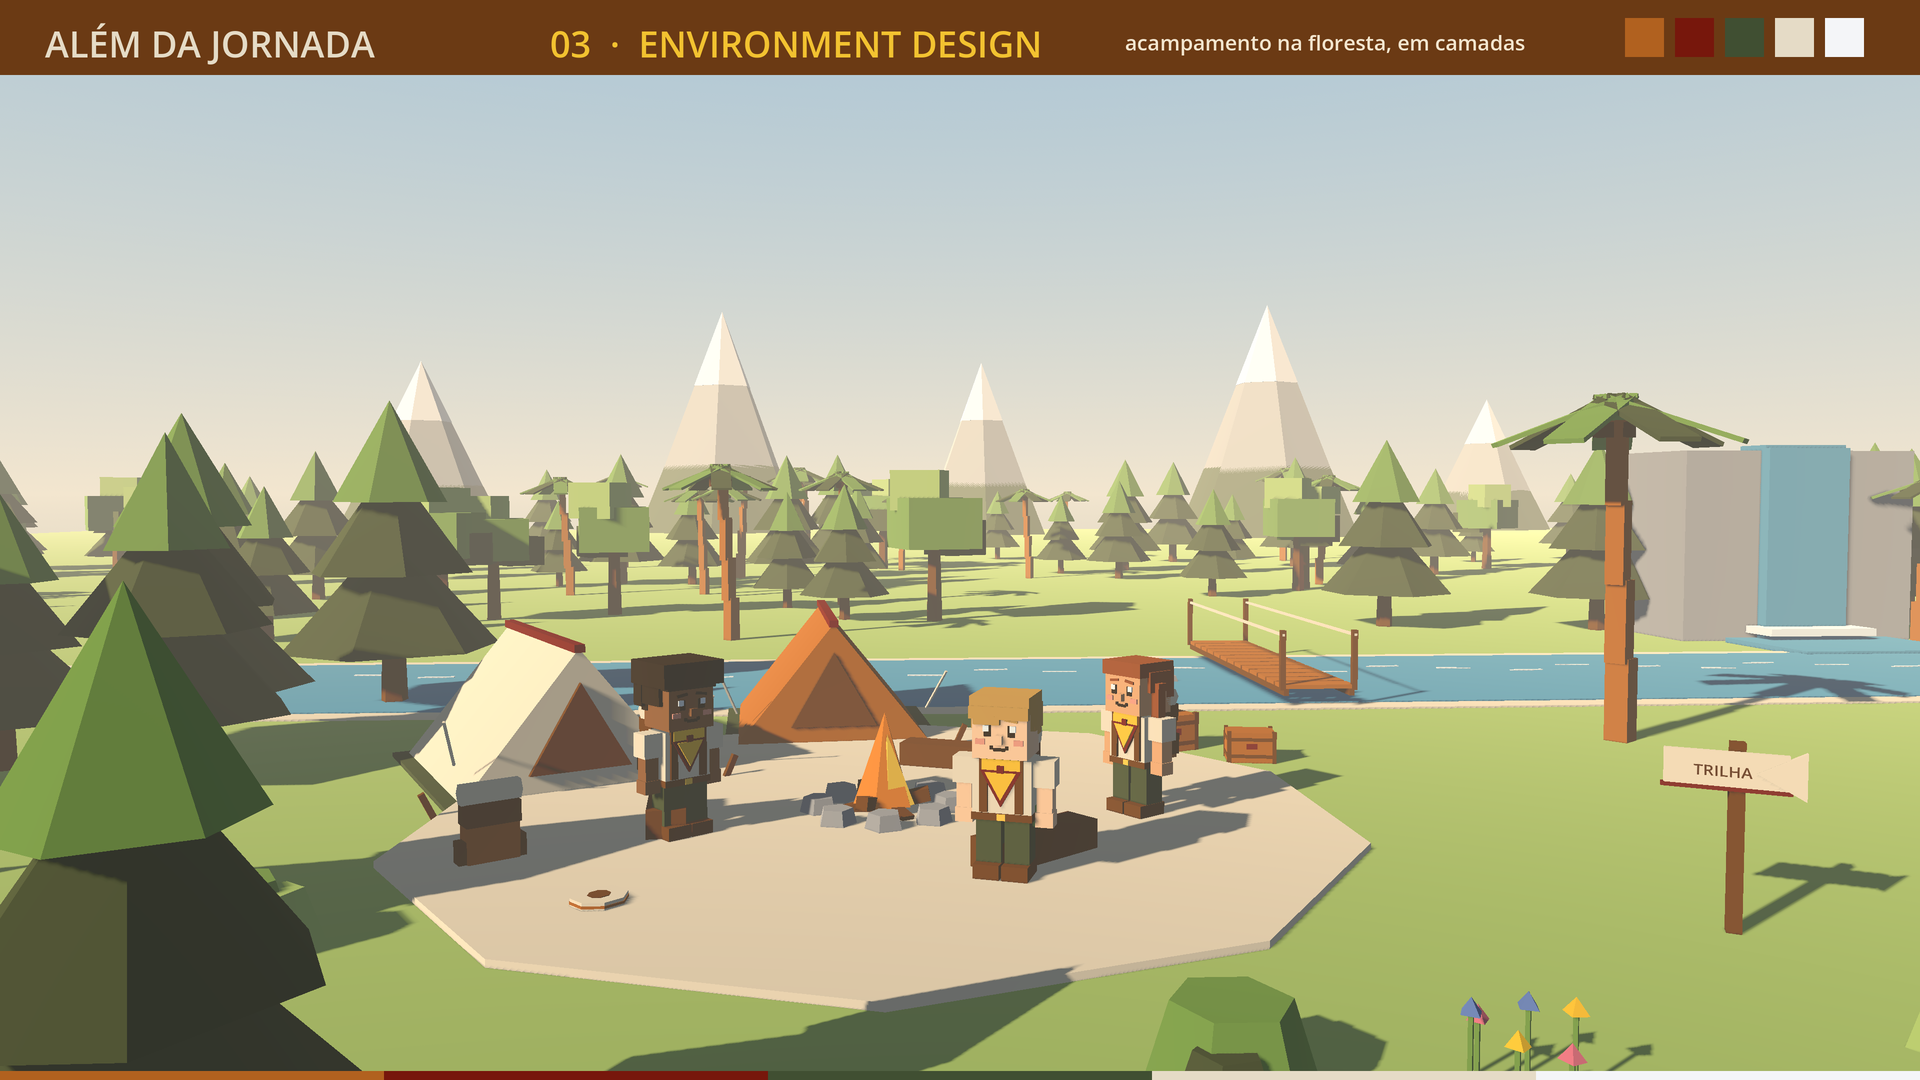 ALÉM DA JORNADA
03 · ENVIRONMENT DESIGN
acampamento na floresta, em camadas
TRILHA